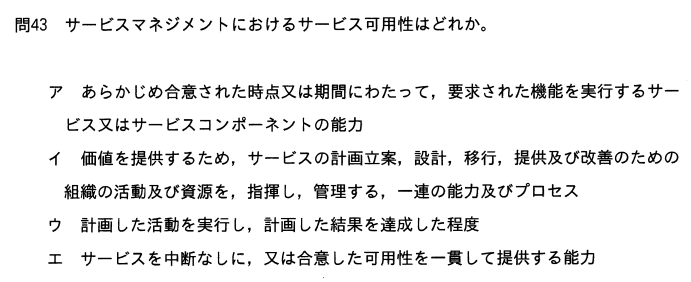 問43 サービスマネジメントにおけるサービス可用性はどれか。
ア あらかじめ合意された時点又は期間にわたって，要求された機能を実行するサー
ビス又はサービスコンポーネントの能力
イ 価値を提供するため，サービスの計画立案，設計，移行，提供及び改善のための
組織の活動及び資源を，指揮し，管理する，一連の能力及びプロセス
ウ 計画した活動を実行し，計画した結果を達成した程度
エ サービスを中断なしに，又は合意した可用性を一貫して提供する能力